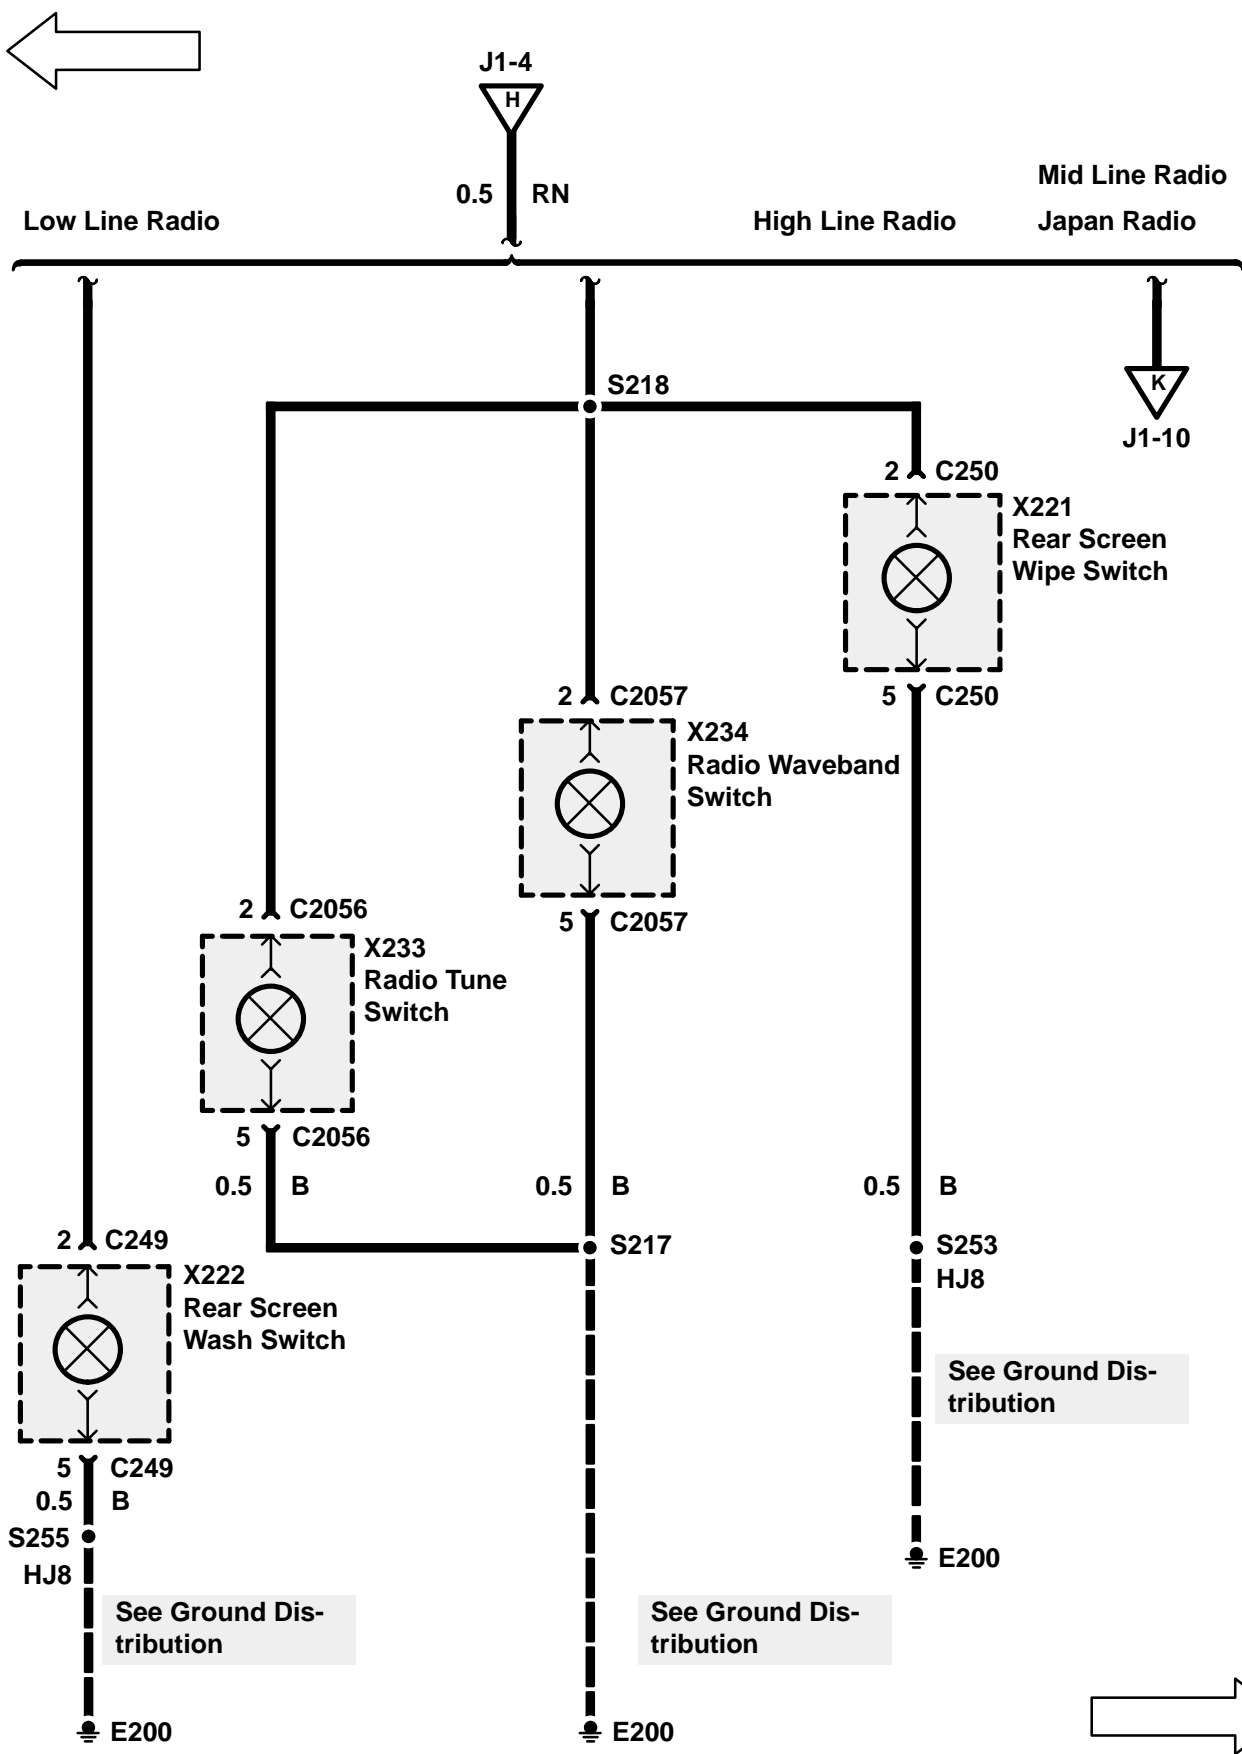 J1-4
H
0.5 RN
Mid Line Radio
Low Line Radio High Line Radio Japan Radio
S218
K
J1-10
2 C250
X221
Rear Screen
Wipe Switch
5 C250
2 C2057
X234
Radio Waveband
Switch
5 C2057
2 C2056
X233
Radio Tune
Switch
5 C2056
0.5 B 0.5 B 0.5 B
2 C249
S217
S253
HJ8
X222
Rear Screen
Wash Switch
See Ground Dis-
tribution
5 C249
0.5 B
S255
HJ8
E200
See Ground Dis-
tribution
See Ground Dis-
tribution
E200
E200